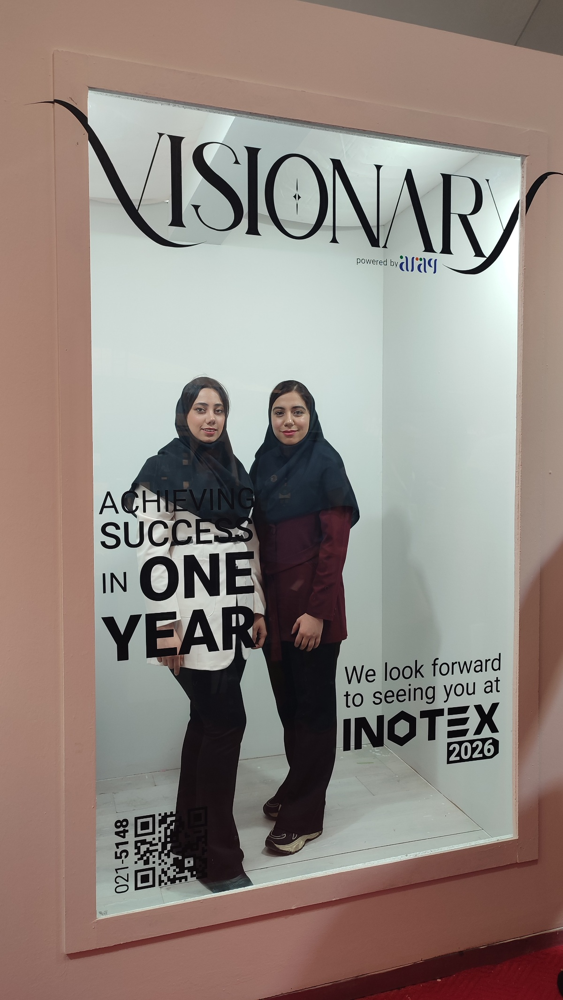 VISIONARY
powered by araq
ACHIEVING
SUCCESS
IN ONE
YEAR
We look forward
to seeing you at
INOTEX
2026
021-5148